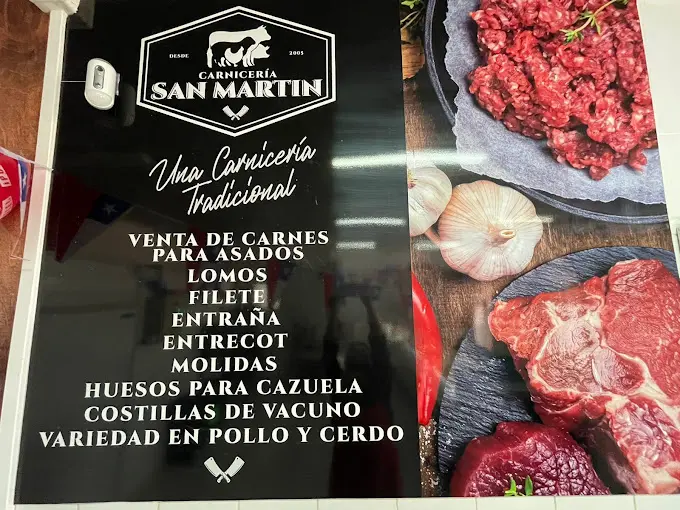 DESDE 2005
CARNICERÍA
SAN MARTIN
Una Carnicería
Tradicional
VENTA DE CARNES
PARA ASADOS
LOMOS
FILETE
ENTRAÑA
ENTRECOT
MOLIDAS
HUESOS PARA CAZUELA
COSTILLAS DE VACUNO
VARIEDAD EN POLLO Y CERDO